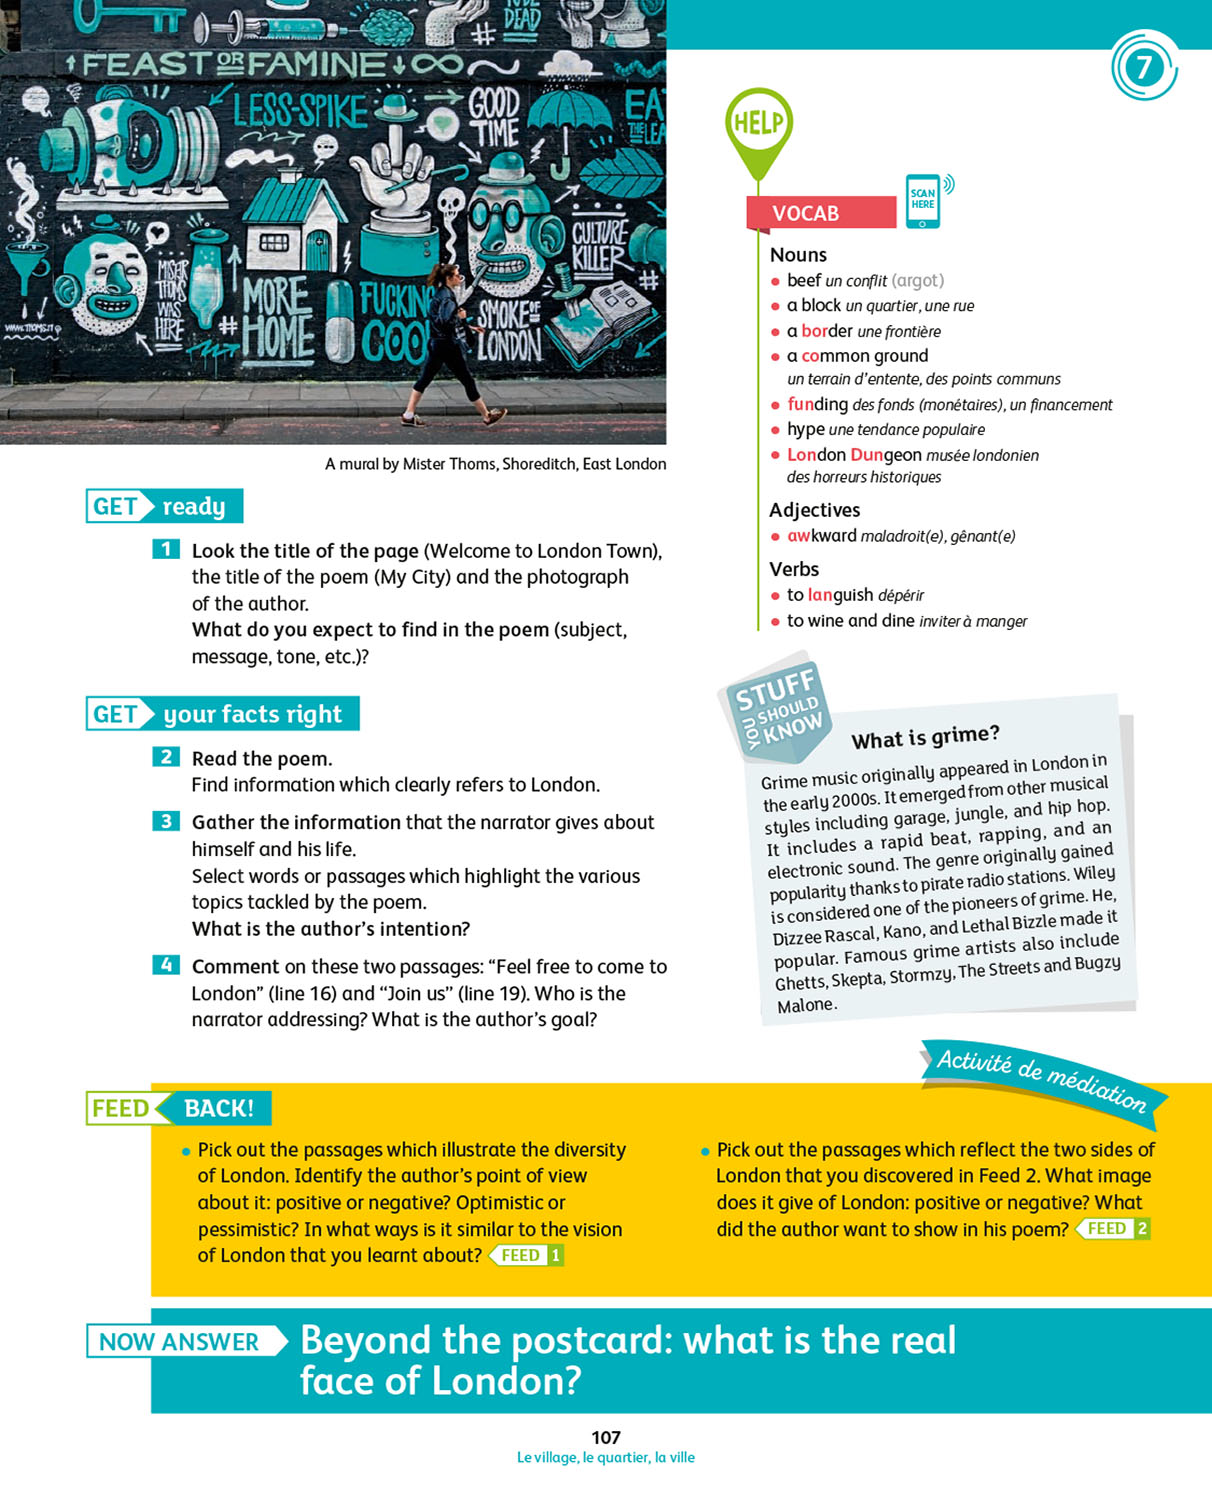 DEAD
#
↑FEAST OR FAMINE↓∞
LESS-SPIKE
GOOD
TIME
EA
THE LEA
CULTURE
KILLER
#
MISTER
THOMS
WAS
HERE
#
MORE
HOME
FUCKING
COO
SMOKE OF
LONDON
WWW.THOMS.IT
A mural by Mister Thoms, Shoreditch, East London
7
HELP
VOCAB
SCAN
HERE
Nouns
• beef un conflit (argot)
• a block un quartier, une rue
• a border une frontière
• a common ground
un terrain d'entente, des points communs
• funding des fonds (monétaires), un financement
• hype une tendance populaire
• London Dungeon musée londonien
des horreurs historiques
Adjectives
• awkward maladroit(e), gênant(e)
Verbs
• to languish dépérir
• to wine and dine inviter à manger
GET ready
1 Look the title of the page (Welcome to London Town),
the title of the poem (My City) and the photograph
of the author.
What do you expect to find in the poem (subject,
message, tone, etc.)?
GET your facts right
2 Read the poem.
Find information which clearly refers to London.
3 Gather the information that the narrator gives about
himself and his life.
Select words or passages which highlight the various
topics tackled by the poem.
What is the author's intention?
4 Comment on these two passages: “Feel free to come to
London” (line 16) and “Join us” (line 19). Who is the
narrator addressing? What is the author's goal?
STUFF
YOU SHOULD
KNOW
What is grime?
Grime music originally appeared in London in
the early 2000s. It emerged from other musical
styles including garage, jungle, and hip hop.
It includes a rapid beat, rapping, and an
electronic sound. The genre originally gained
popularity thanks to pirate radio stations. Wiley
is considered one of the pioneers of grime. He,
Dizzee Rascal, Kano, and Lethal Bizzle made it
popular. Famous grime artists also include
Ghetts, Skepta, Stormzy, The Streets and Bugzy
Malone.
Activité de médiation
FEED BACK!
• Pick out the passages which illustrate the diversity
of London. Identify the author's point of view
about it: positive or negative? Optimistic or
pessimistic? In what ways is it similar to the vision
of London that you learnt about? FEED 1
• Pick out the passages which reflect the two sides of
London that you discovered in Feed 2. What image
does it give of London: positive or negative? What
did the author want to show in his poem? FEED 2
NOW ANSWER
Beyond the postcard: what is the real
face of London?
107
Le village, le quartier, la ville